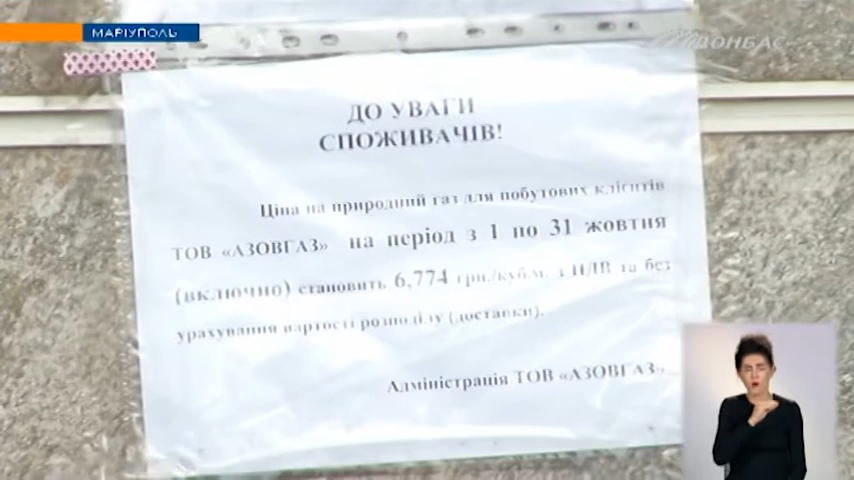 МАРІУПОЛЬ
ДОНБАС
ДО УВАГИ
СПОЖИВАЧІВ!
Ціна на природний газ для побутових клієнтів
ТОВ «АЗОВГАЗ» на період з 1 по 31 жовтня
(включно) становить 6,774 грн./куб.м. з ПДВ та без
урахування вартості розподілу (доставки).
Адміністрація ТОВ «АЗОВГАЗ»